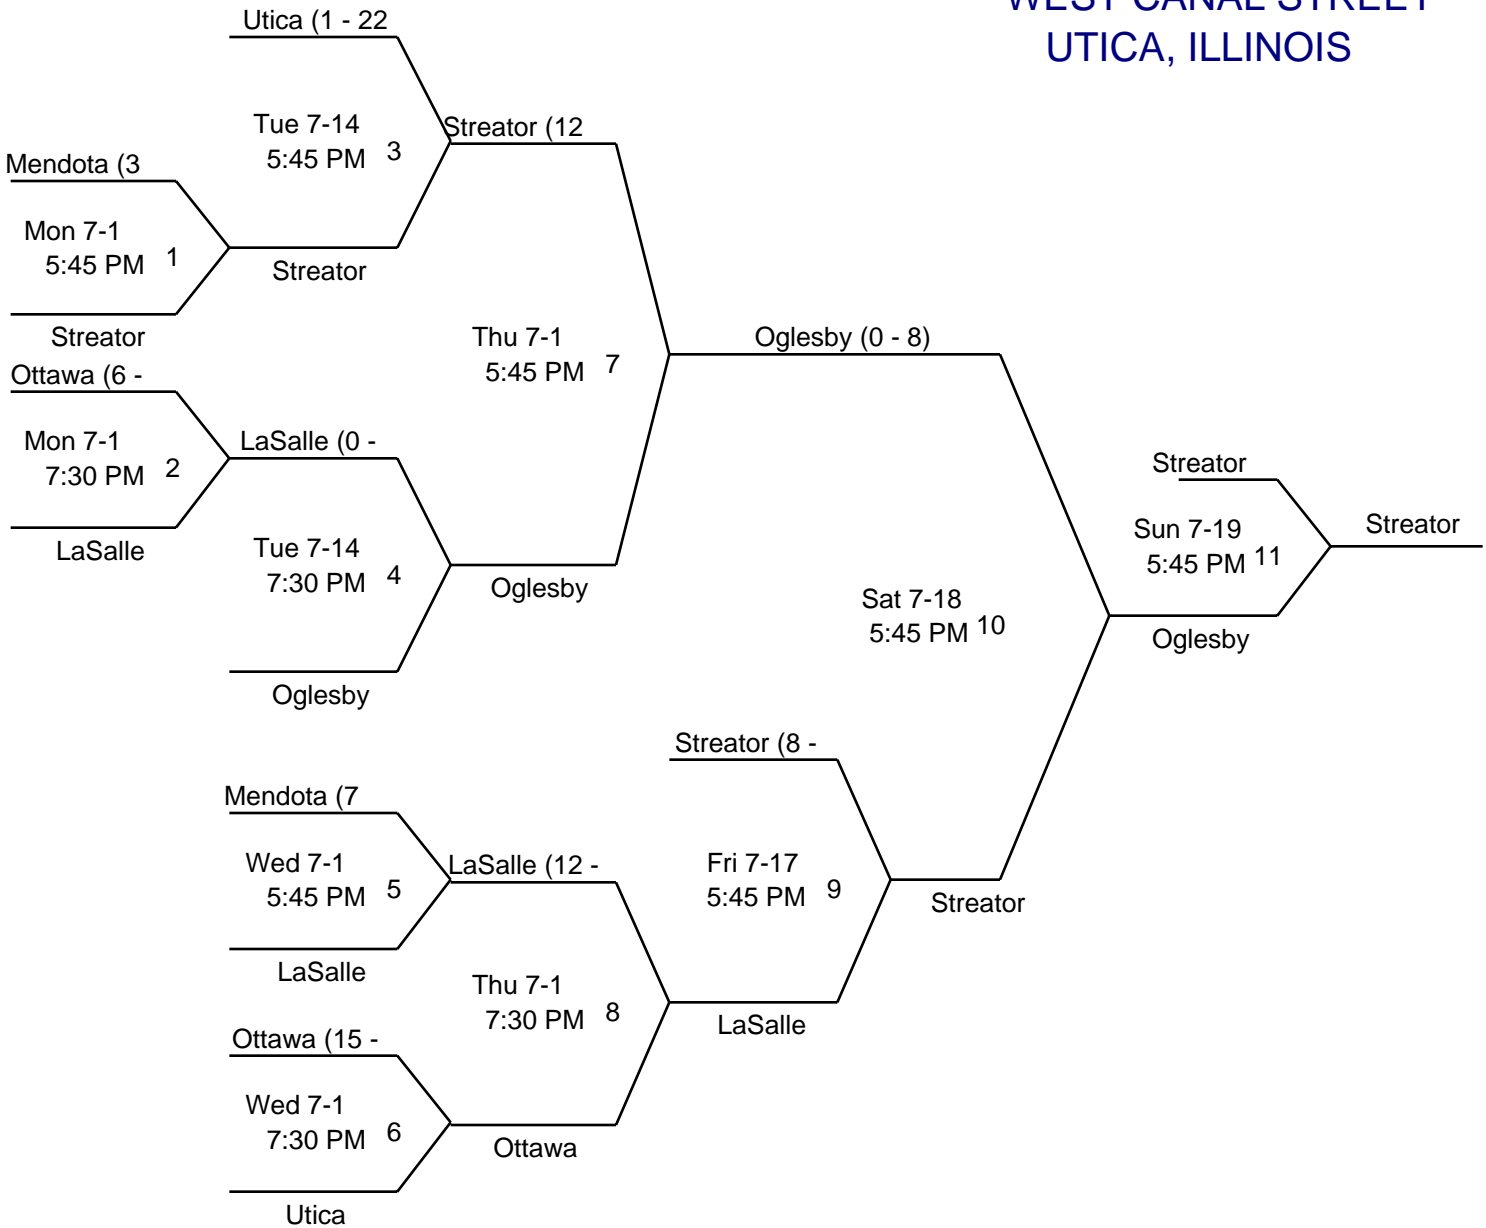 WEST CANAL STREET
UTICA, ILLINOIS
Utica (1 - 22
Tue 7-14
5:45 PM 3
Streator (12
Mendota (3
Mon 7-1
5:45 PM 1
Streator
Streator
Ottawa (6 -
Mon 7-1
7:30 PM 2
LaSalle
LaSalle (0 -
Tue 7-14
7:30 PM 4
Oglesby
Oglesby
Thu 7-1
5:45 PM 7
Oglesby (0 - 8)
Streator
Sun 7-19
5:45 PM 11
Streator
Oglesby
Sat 7-18
5:45 PM 10
Streator (8 -
Mendota (7
Wed 7-1
5:45 PM 5
LaSalle
LaSalle (12 -
Fri 7-17
5:45 PM 9
Streator
Thu 7-1
7:30 PM 8
LaSalle
Ottawa (15 -
Wed 7-1
7:30 PM 6
Ottawa
Utica